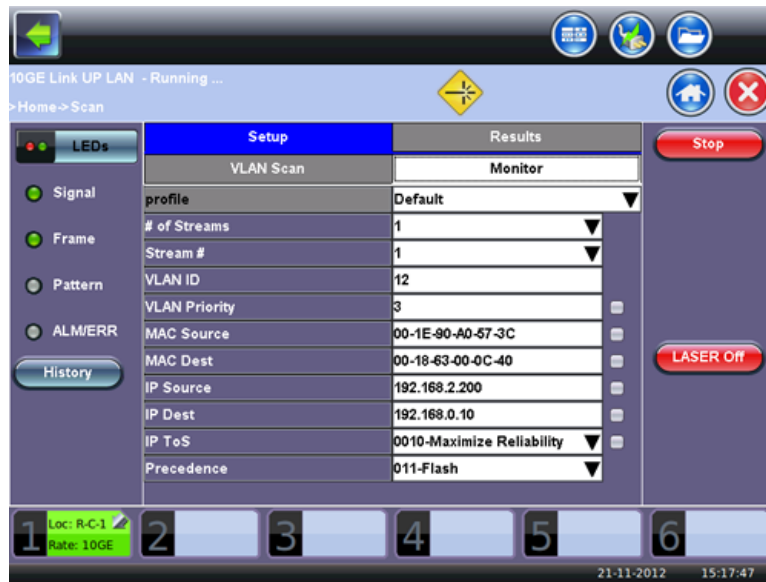 10GE Link UP LAN - Running ...
>Home->Scan
LEDs
Setup
Results
Stop
VLAN Scan
Monitor
Signal
profile
Default
# of Streams
1
Frame
Stream #
1
Pattern
VLAN ID
12
VLAN Priority
3
ALM/ERR
MAC Source
00-1E-90-A0-57-3C
MAC Dest
00-18-63-00-0C-40
LASER Off
History
IP Source
192.168.2.200
IP Dest
192.168.0.10
IP ToS
0010-Maximize Reliability
Precedence
011-Flash
1
Loc: R-C-1
Rate: 10GE
2
3
4
5
6
21-11-2012 15:17:47